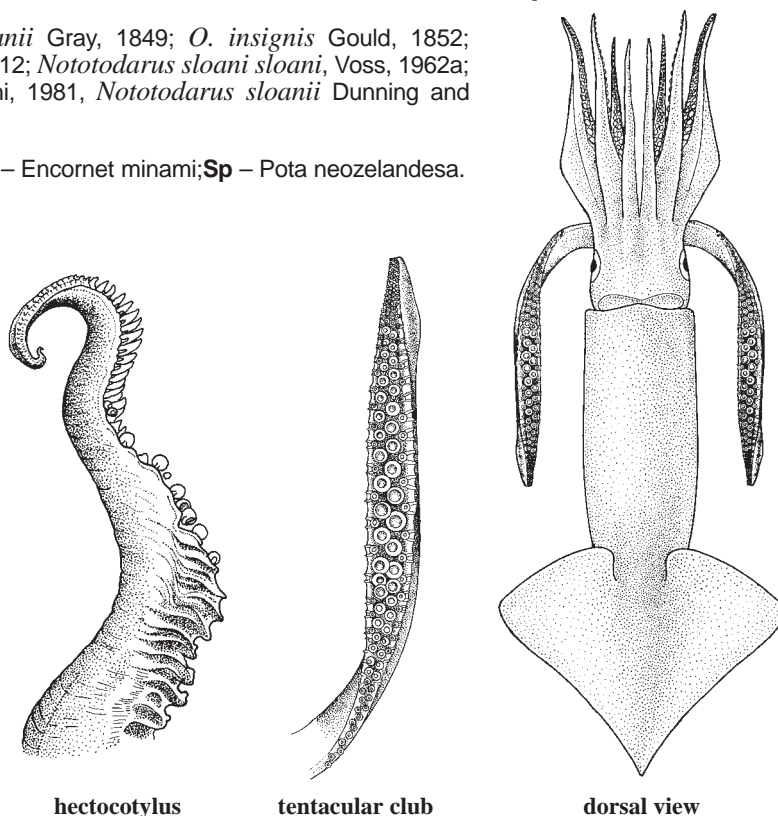 nii Gray, 1849; O. insignis Gould, 1852;
12; Nototodarus sloani sloani, Voss, 1962a;
ni, 1981, Nototodarus sloanii Dunning and
– Encornet minami;Sp – Pota neozelandesa.
hectocotylus
tentacular club
dorsal view